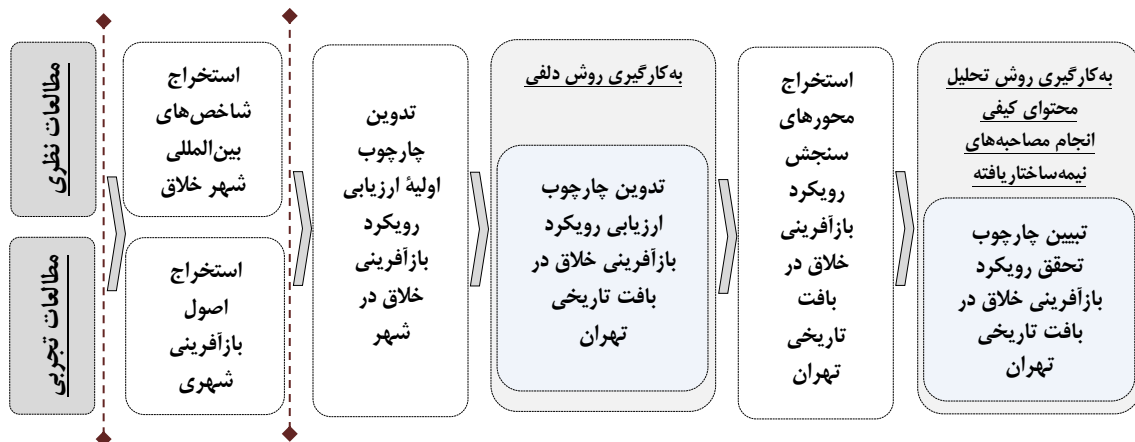 مطالعات نظری
مطالعات تجربی
استخراج
شاخص‌های
بین‌المللی
شهر خلاق
استخراج
اصول
بازآفرینی
شهری
تدوین
چارچوب
اولیۀ ارزیابی
رویکرد
بازآفرینی
خلاق در
شهر
به‌کارگیری روش دلفی
تدوین چارچوب
ارزیابی رویکرد
بازآفرینی خلاق در
بافت تاریخی
تهران
استخراج
محورهای
سنجش
رویکرد
بازآفرینی
خلاق در
بافت
تاریخی
تهران
به‌کارگیری روش تحلیل
محتوای کیفی
انجام مصاحبه‌های
نیمه‌ساختاریافته
تبیین چارچوب
تحقق رویکرد
بازآفرینی خلاق در
بافت تاریخی
تهران